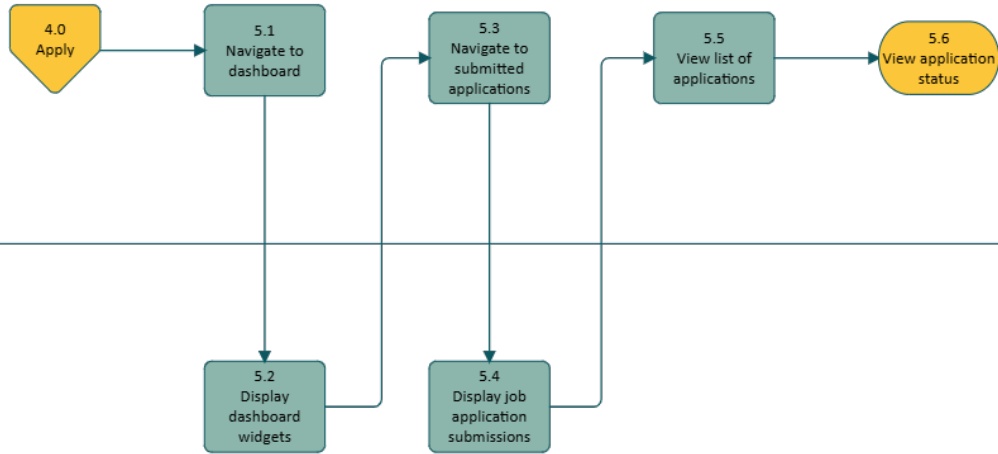 4.0
Apply
5.1
Navigate to
dashboard
5.3
Navigate to
submitted
applications
5.5
View list of
applications
5.6
View application
status
5.2
Display
dashboard
widgets
5.4
Display job
application
submissions